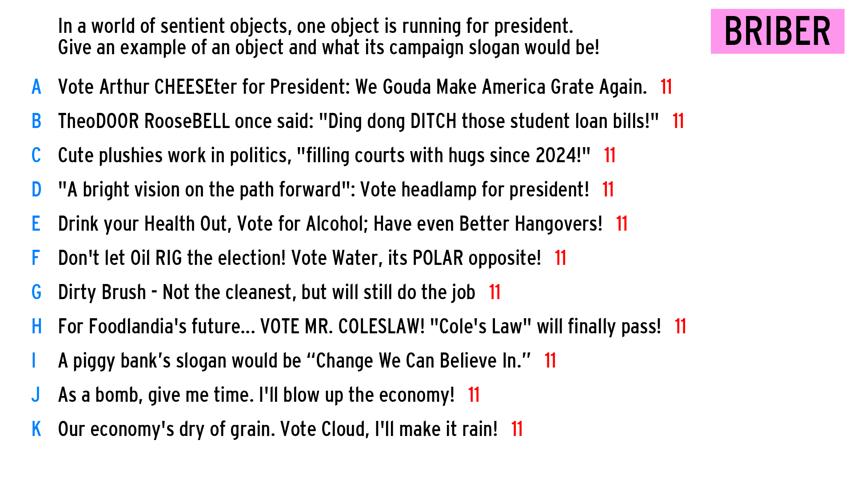 In a world of sentient objects, one object is running for president.
Give an example of an object and what its campaign slogan would be!
BRIBER
A Vote Arthur CHEESEter for President: We Gouda Make America Grate Again. 11
B TheoDOOR RooseBELL once said: "Ding dong DITCH those student loan bills!" 11
C Cute plushies work in politics, "filling courts with hugs since 2024!" 11
D "A bright vision on the path forward": Vote headlamp for president! 11
E Drink your Health Out, Vote for Alcohol; Have even Better Hangovers! 11
F Don't let Oil RIG the election! Vote Water, its POLAR opposite! 11
G Dirty Brush - Not the cleanest, but will still do the job 11
H For Foodlandia's future... VOTE MR. COLESLAW! "Cole's Law" will finally pass! 11
I A piggy bank’s slogan would be “Change We Can Believe In.” 11
J As a bomb, give me time. I'll blow up the economy! 11
K Our economy's dry of grain. Vote Cloud, I'll make it rain! 11